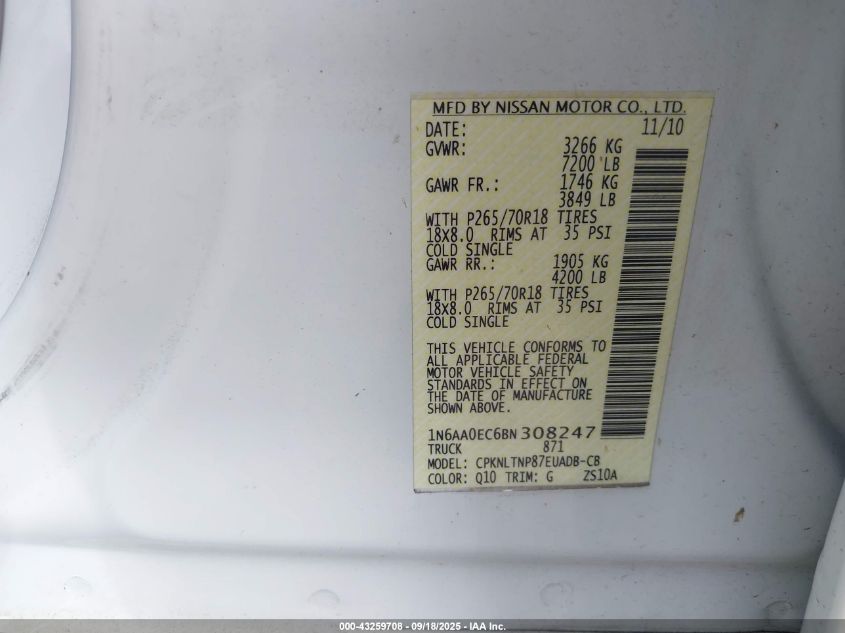 MFD BY NISSAN MOTOR CO., LTD.
DATE: 11/10
GVWR: 3266 KG
7200 LB
GAWR FR.: 1746 KG
3849 LB
WITH P265/70R18 TIRES
18X8.0 RIMS AT 35 PSI
COLD SINGLE
GAWR RR.: 1905 KG
4200 LB
WITH P265/70R18 TIRES
18X8.0 RIMS AT 35 PSI
COLD SINGLE
THIS VEHICLE CONFORMS TO
ALL APPLICABLE FEDERAL
MOTOR VEHICLE SAFETY
STANDARDS IN EFFECT ON
THE DATE OF MANUFACTURE
SHOWN ABOVE.
1N6AA0EC6BN308247
TRUCK 871
MODEL: CPKNLTNP87EUADB-CB
COLOR: Q10 TRIM: G ZS10A
000-43259708 - 09/18/2025 - IAA Inc.